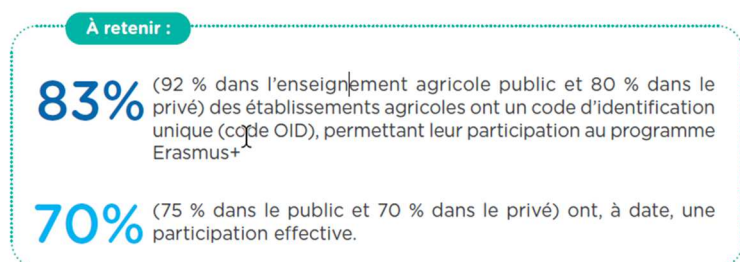 À retenir :
83% (92 % dans l'enseignement agricole public et 80 % dans le
privé) des établissements agricoles ont un code d'identification
unique (code OID), permettant leur participation au programme
Erasmus+
70% (75 % dans le public et 70 % dans le privé) ont, à date, une
participation effective.